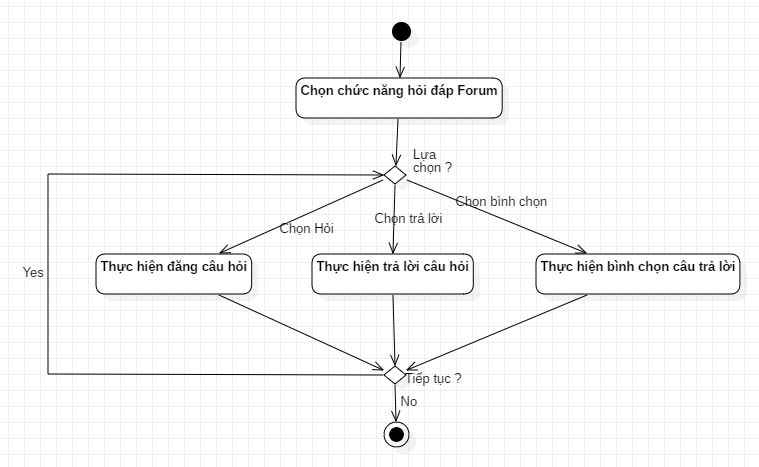 Chọn chức năng hỏi đáp Forum
Lựa
chọn ?
Chọn bình chọn
Chọn trả lời
Chọn Hỏi
Thực hiện đăng câu hỏi
Thực hiện trả lời câu hỏi
Thực hiện bình chọn câu trả lời
Yes
Tiếp tục ?
No